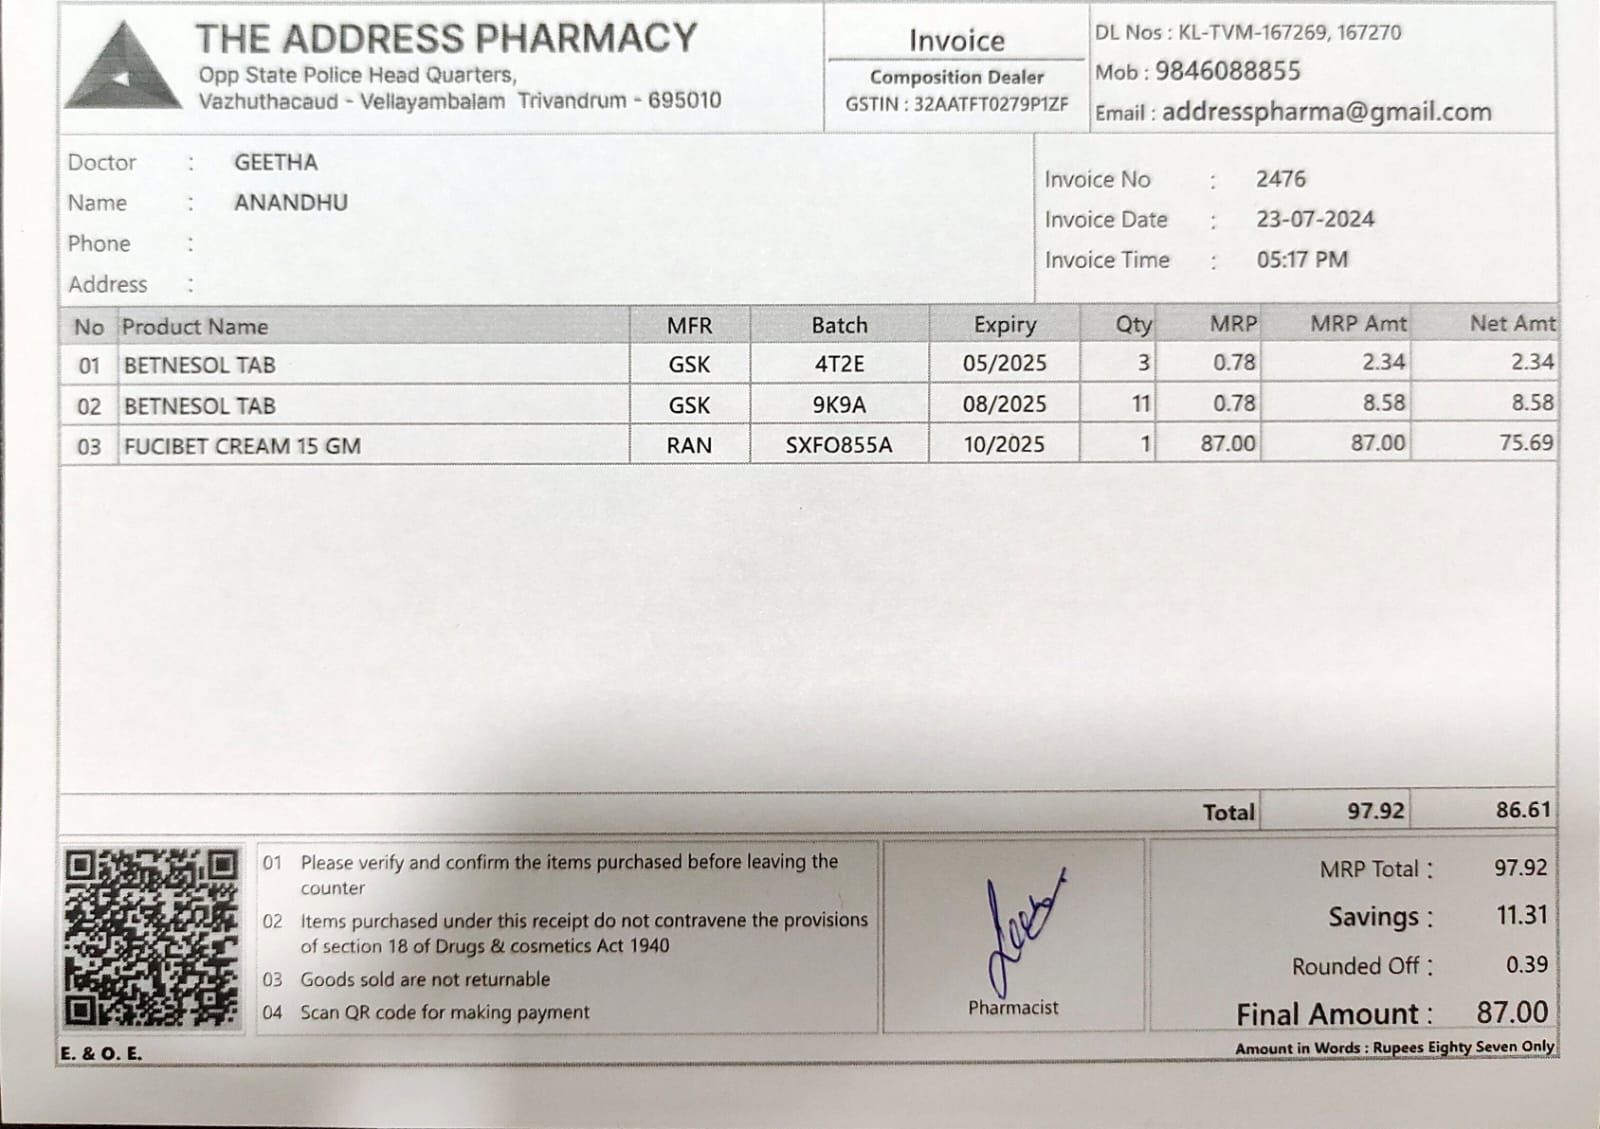 THE ADDRESS PHARMACY
Opp State Police Head Quarters,
Vazhuthacaud - Vellayambalam Trivandrum - 695010
Invoice
Composition Dealer
GSTIN : 32AATFT0279P1ZF
DL Nos : KL-TVM-167269, 167270
Mob : 9846088855
Email : addresspharma@gmail.com
Doctor : GEETHA
Name : ANANDHU
Phone :
Address :
Invoice No : 2476
Invoice Date : 23-07-2024
Invoice Time : 05:17 PM
No Product Name MFR Batch Expiry Qty MRP MRP Amt Net Amt
01 BETNESOL TAB GSK 4T2E 05/2025 3 0.78 2.34 2.34
02 BETNESOL TAB GSK 9K9A 08/2025 11 0.78 8.58 8.58
03 FUCIBET CREAM 15 GM RAN SXFO855A 10/2025 1 87.00 87.00 75.69
Total 97.92 86.61
01 Please verify and confirm the items purchased before leaving the
counter
02 Items purchased under this receipt do not contravene the provisions
of section 18 of Drugs & cosmetics Act 1940
03 Goods sold are not returnable
04 Scan QR code for making payment
Pharmacist
MRP Total : 97.92
Savings : 11.31
Rounded Off : 0.39
Final Amount : 87.00
E. & O. E.
Amount in Words : Rupees Eighty Seven Only